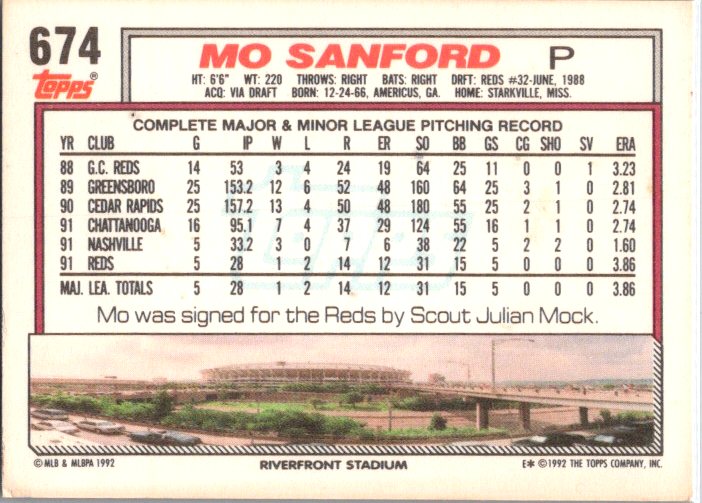 674
Topps®
MO SANFORD P
HT: 6'6" WT: 220 THROWS: RIGHT BATS: RIGHT DRFT: REDS #32-JUNE, 1988
ACQ: VIA DRAFT BORN: 12-24-66, AMERICUS, GA. HOME: STARKVILLE, MISS.
COMPLETE MAJOR & MINOR LEAGUE PITCHING RECORD
YR CLUB G IP W L R ER SO BB GS CG SHO SV ERA
88 G.C. REDS 14 53 3 4 24 19 64 25 11 0 0 1 3.23
89 GREENSBORO 25 153.2 12 6 52 48 160 64 25 3 1 0 2.81
90 CEDAR RAPIDS 25 157.2 13 4 50 48 180 55 25 2 1 0 2.74
91 CHATTANOOGA 16 95.1 7 4 37 29 124 55 16 1 1 0 2.74
91 NASHVILLE 5 33.2 3 0 7 6 38 22 5 2 2 0 1.60
91 REDS 5 28 1 2 14 12 31 15 5 0 0 0 3.86
MAJ. LEA. TOTALS 5 28 1 2 14 12 31 15 5 0 0 0 3.86
Mo was signed for the Reds by Scout Julian Mock.
© MLB & MLBPA 1992 RIVERFRONT STADIUM E* © 1992 THE TOPPS COMPANY, INC.